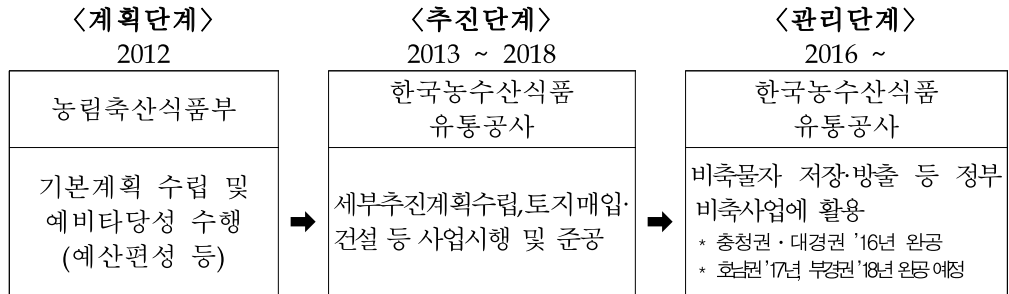 <계획단계>
2012
농림축산식품부
기본계획 수립 및
예비타당성 수행
(예산편성 등)
➡
<추진단계>
2013 ~ 2018
한국농수산식품
유통공사
세부추진계획수립,토지매입·
건설 등 사업시행 및 준공
➡
<관리단계>
2016 ~
한국농수산식품
유통공사
비축물자 저장·방출 등 정부
비축사업에 활용
* 충청권·대경권 '16년 완공
* 호남권 '17년, 부경권 '18년 완공 예정